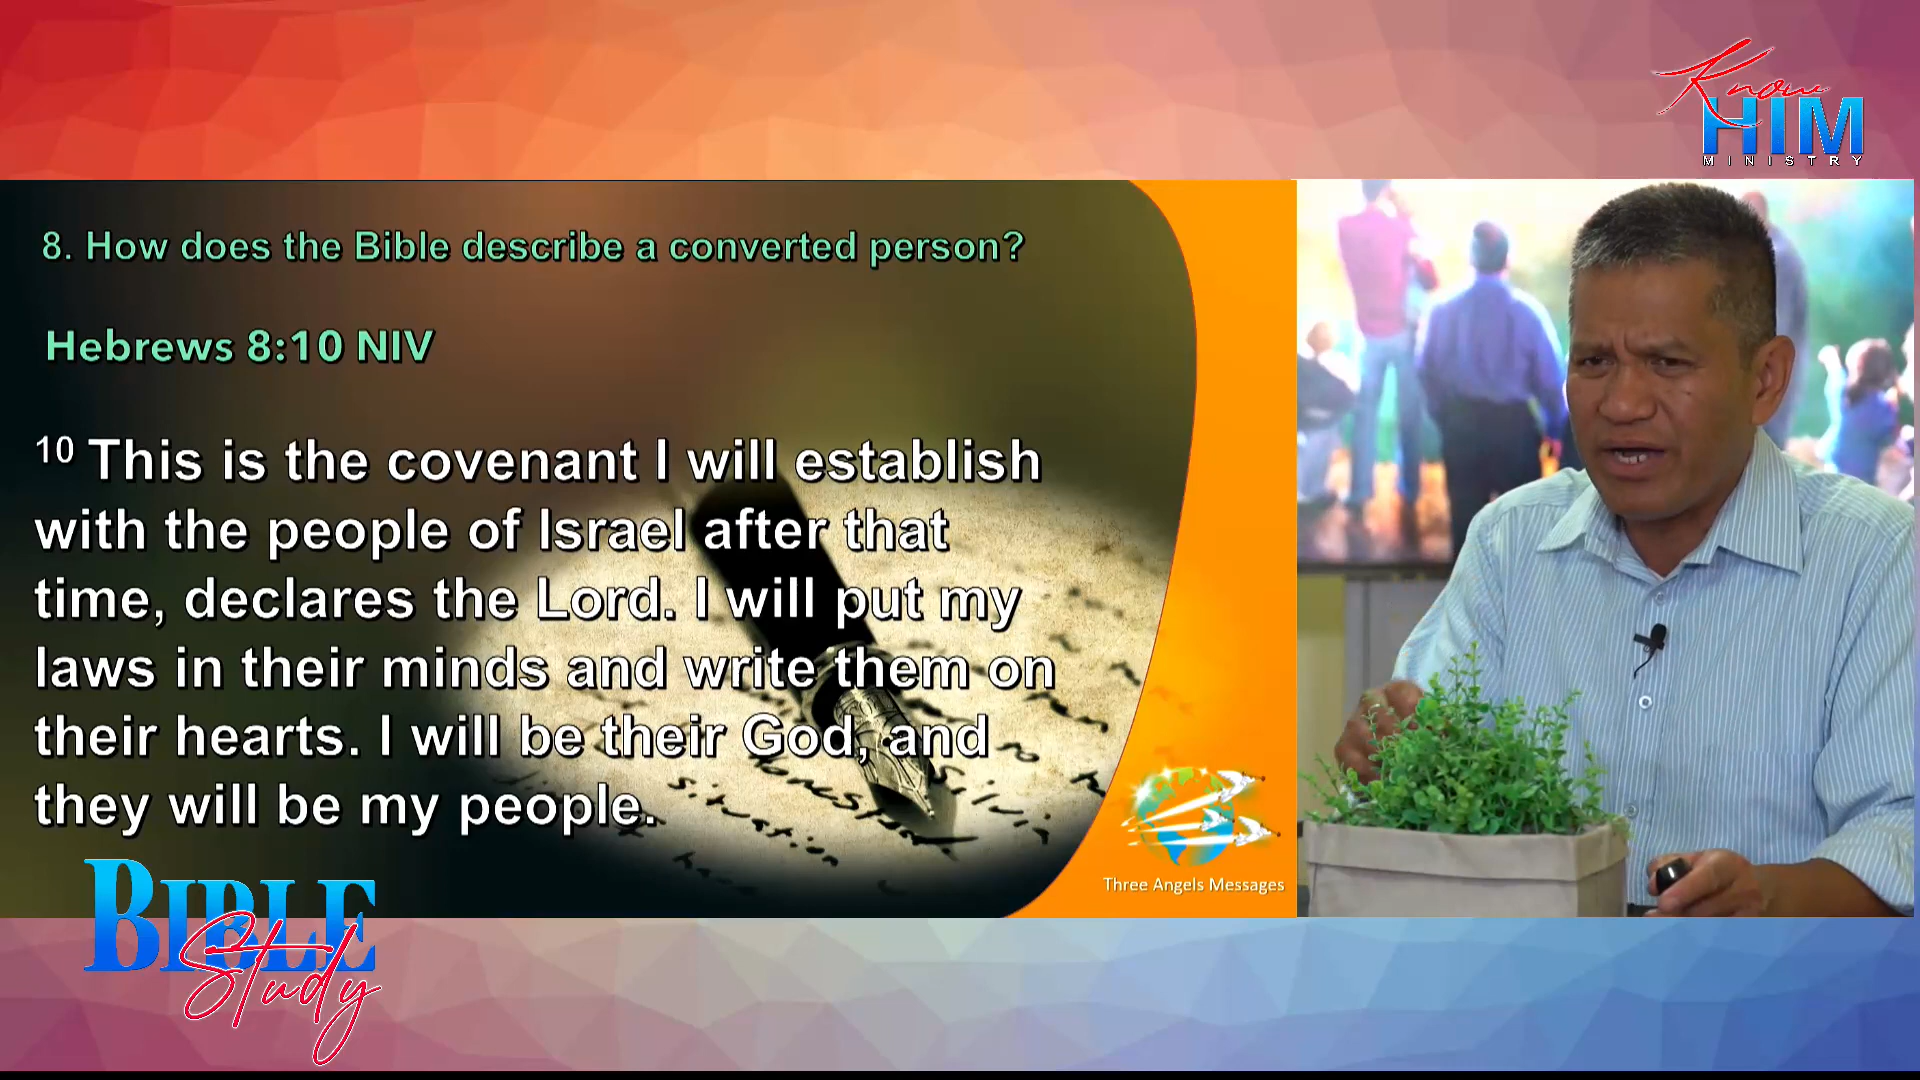 Know
HIM
MINISTRY
8. How does the Bible describe a converted person?
Hebrews 8:10 NIV
10 This is the covenant I will establish
with the people of Israel after that
time, declares the Lord. I will put my
laws in their minds and write them on
their hearts. I will be their God, and
they will be my people.
situation
Three Angels Messages
BIBLE
Study